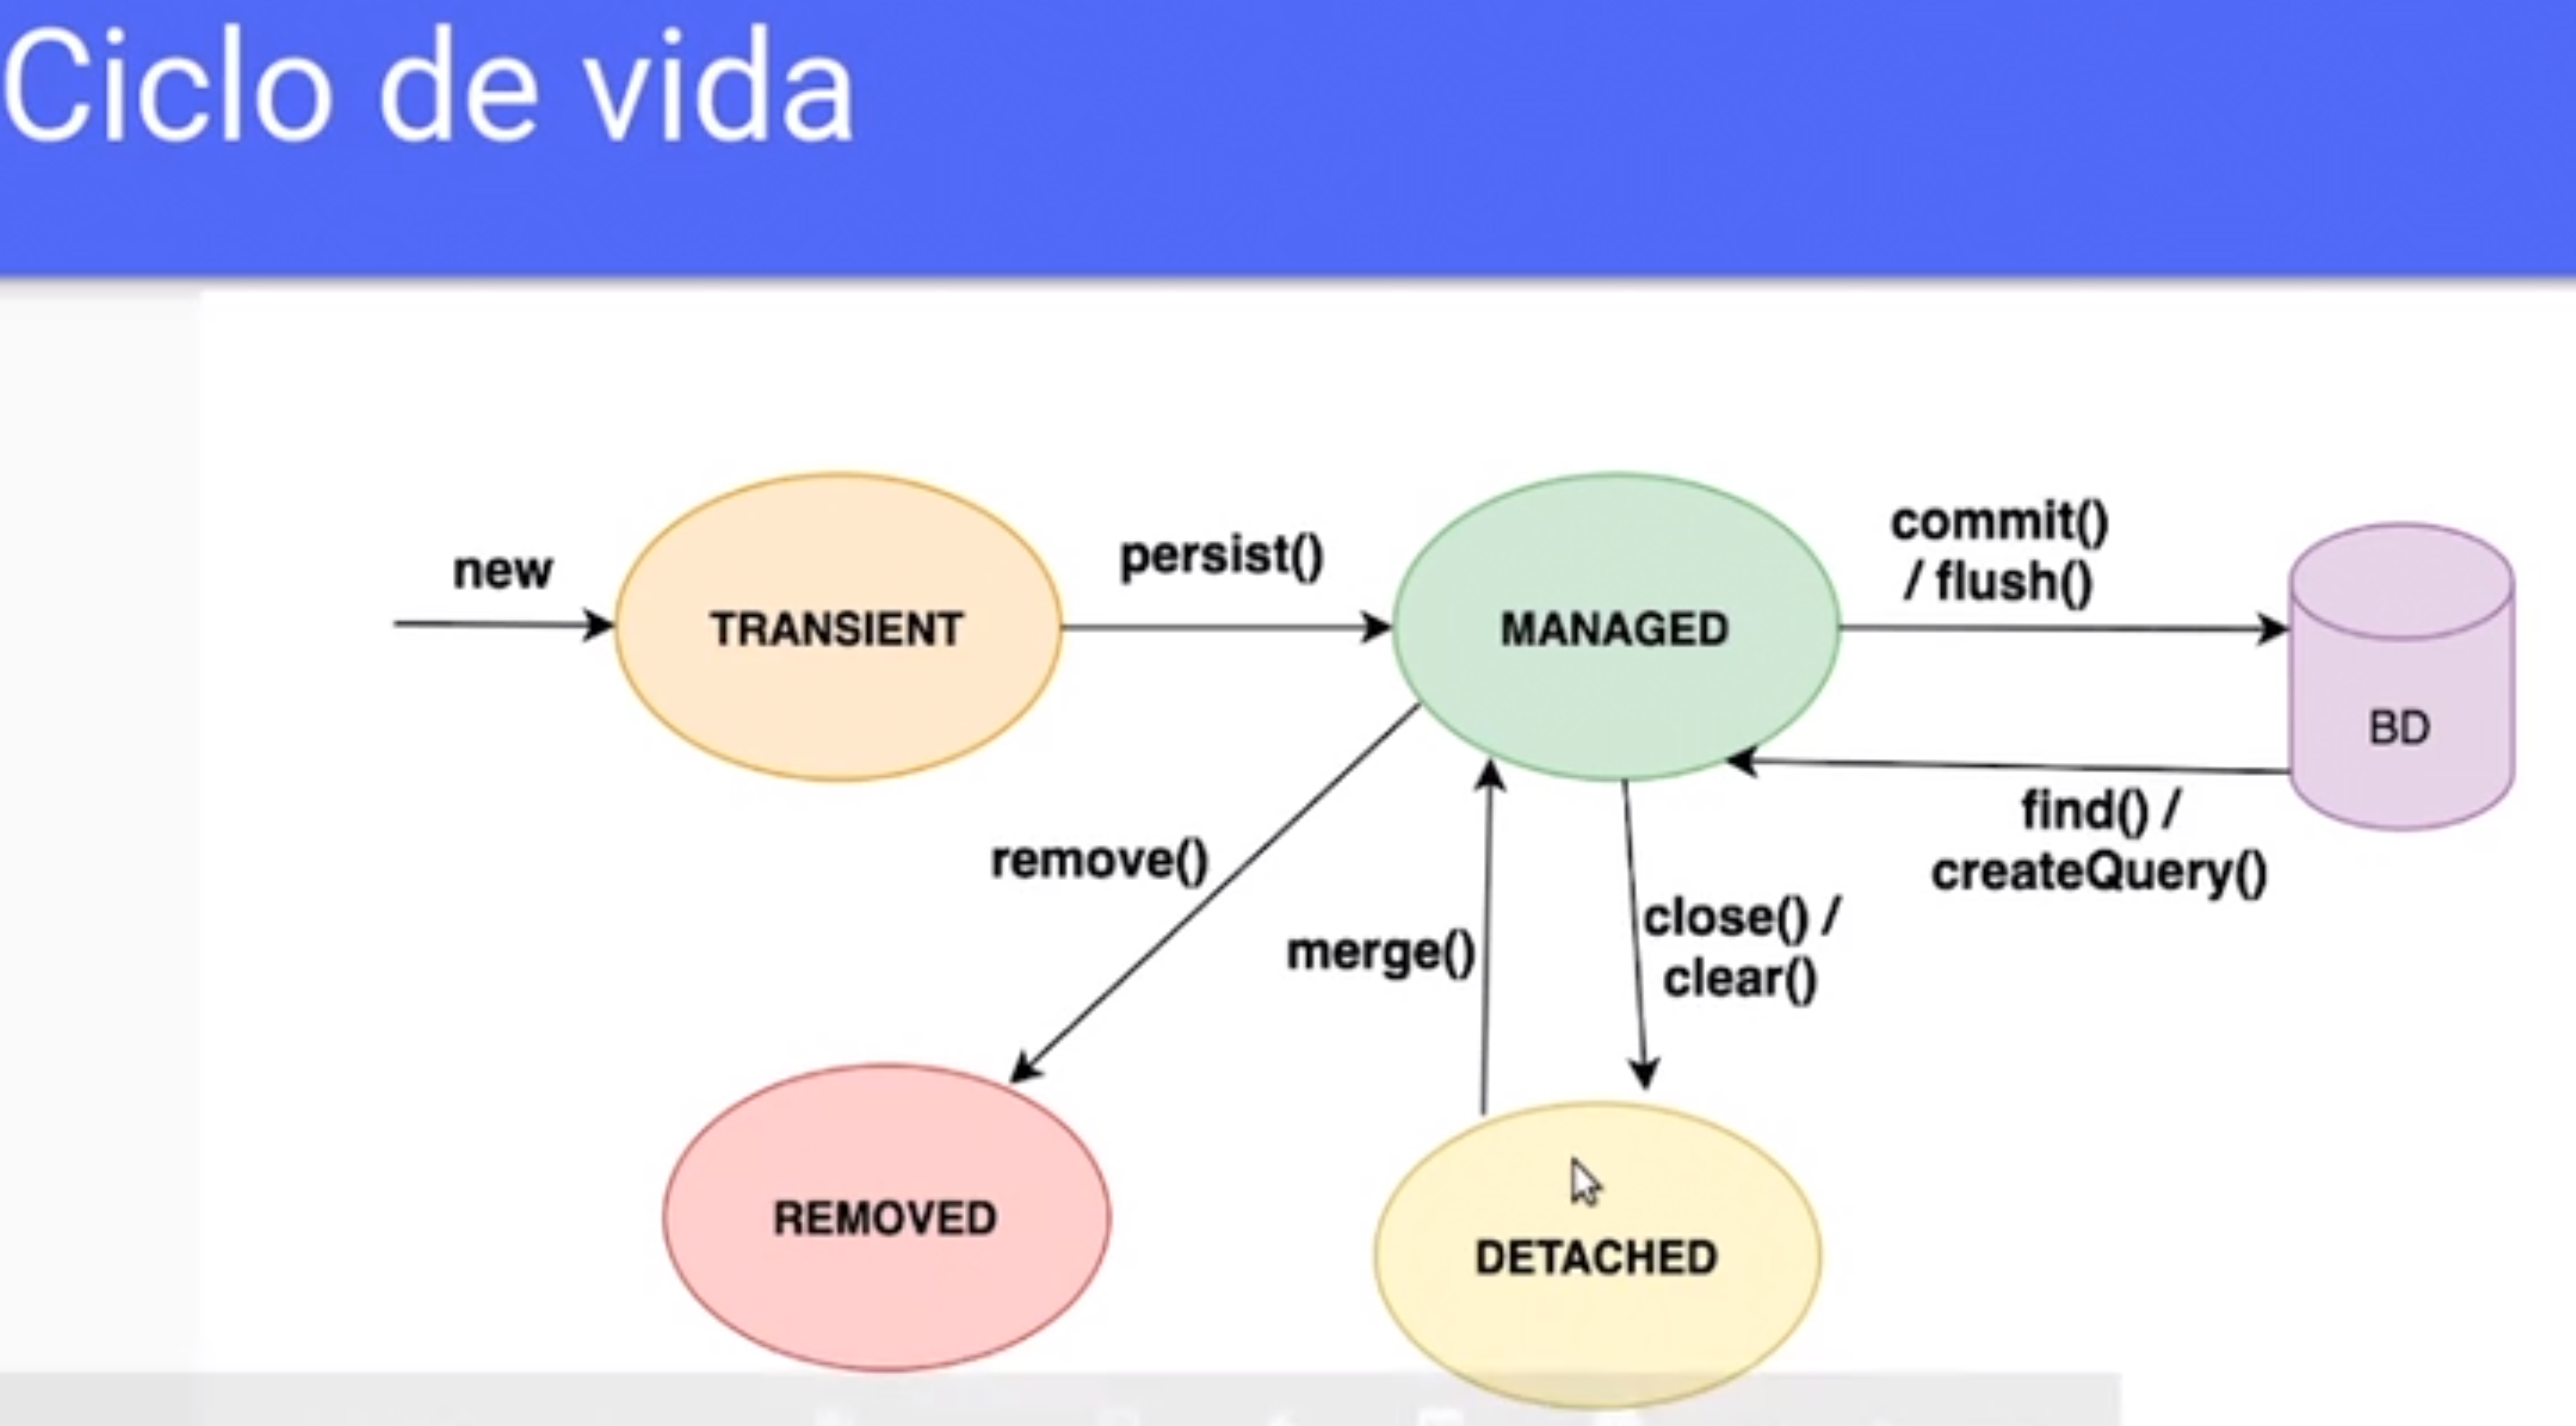 Ciclo de vida
new
TRANSIENT
persist()
MANAGED
commit()
/ flush()
BD
find() /
createQuery()
remove()
merge()
close() /
clear()
REMOVED
DETACHED